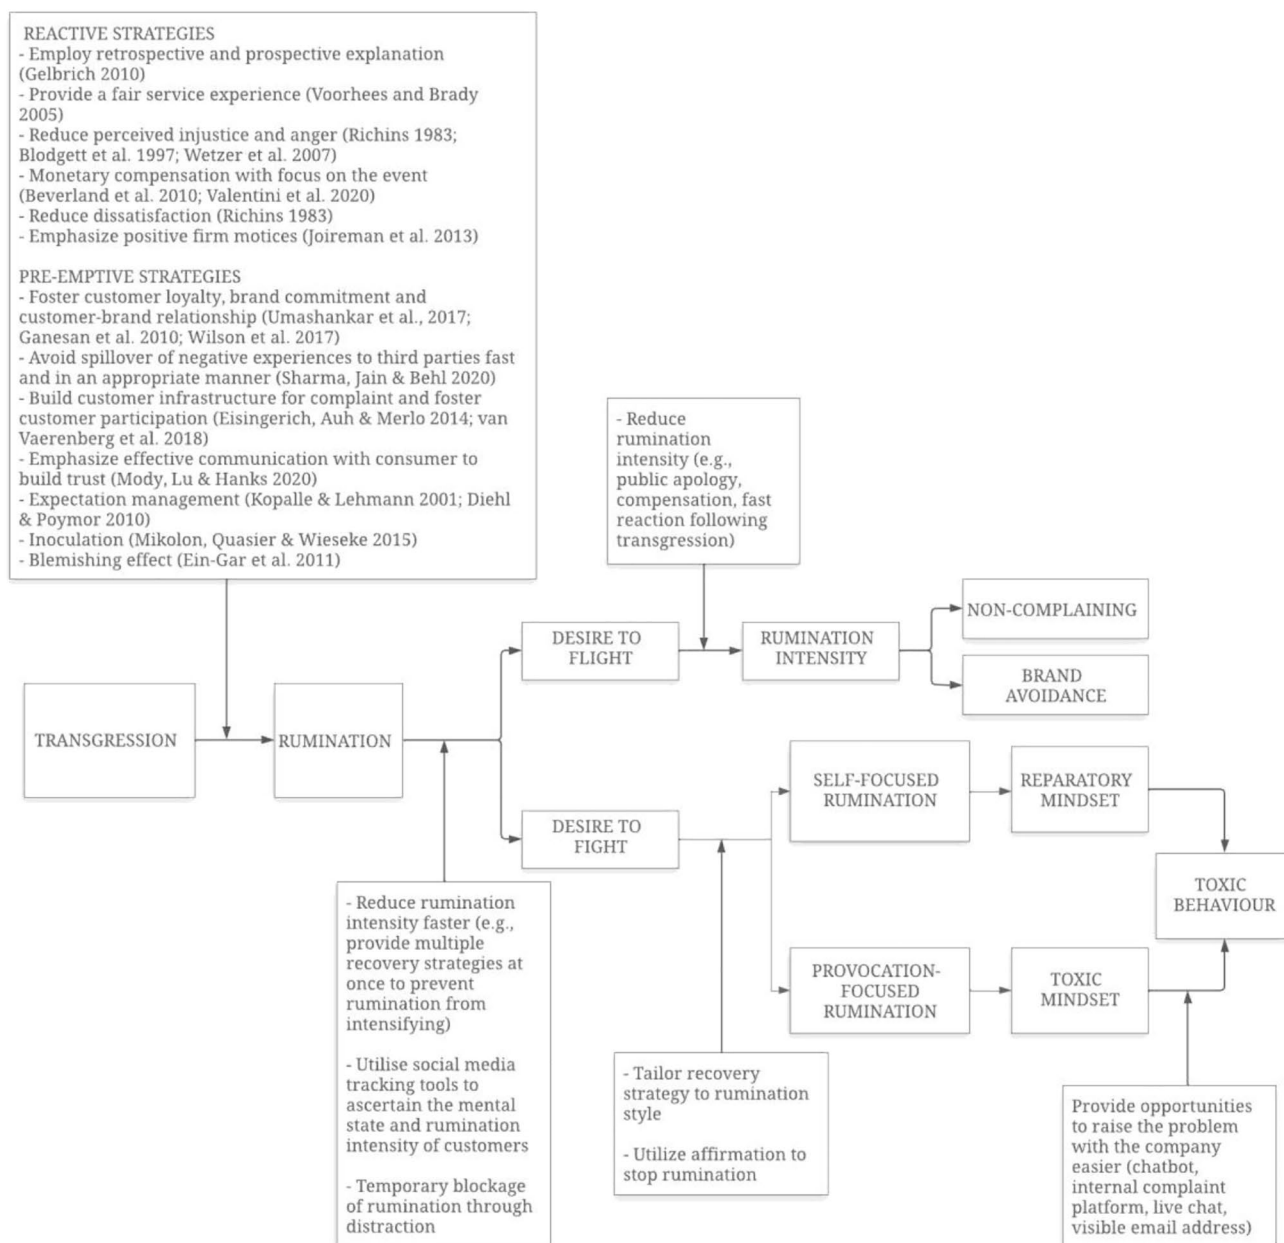 REACTIVE STRATEGIES
- Employ retrospective and prospective explanation
(Gelbrich 2010)
- Provide a fair service experience (Voorhees and Brady
2005)
- Reduce perceived injustice and anger (Richins 1983;
Blodgett et al. 1997; Wetzer et al. 2007)
- Monetary compensation with focus on the event
(Beverland et al. 2010; Valentini et al. 2020)
- Reduce dissatisfaction (Richins 1983)
- Emphasize positive firm motices (Joireman et al. 2013)
PRE-EMPTIVE STRATEGIES
- Foster customer loyalty, brand commitment and
customer-brand relationship (Umashankar et al., 2017;
Ganesan et al. 2010; Wilson et al. 2017)
- Avoid spillover of negative experiences to third parties fast
and in an appropriate manner (Sharma, Jain & Behl 2020)
- Build customer infrastructure for complaint and foster
customer participation (Eisingerich, Auh & Merlo 2014; van
Vaerenberg et al. 2018)
- Emphasize effective communication with consumer to
build trust (Mody, Lu & Hanks 2020)
- Expectation management (Kopalle & Lehmann 2001; Diehl
& Poymor 2010)
- Inoculation (Mikolon, Quasier & Wieseke 2015)
- Blemishing effect (Ein-Gar et al. 2011)
- Reduce
rumination
intensity (e.g.,
public apology,
compensation, fast
reaction following
transgression)
TRANSGRESSION
RUMINATION
DESIRE TO
FLIGHT
RUMINATION
INTENSITY
NON-COMPLAINING
BRAND
AVOIDANCE
DESIRE TO
FIGHT
SELF-FOCUSED
RUMINATION
REPARATORY
MINDSET
PROVOCATION-
FOCUSED
RUMINATION
TOXIC
MINDSET
TOXIC
BEHAVIOUR
- Reduce rumination
intensity faster (e.g.,
provide multiple
recovery strategies at
once to prevent
rumination from
intensifying)
- Utilise social media
tracking tools to
ascertain the mental
state and rumination
intensity of customers
- Temporary blockage
of rumination through
distraction
- Tailor recovery
strategy to rumination
style
- Utilize affirmation to
stop rumination
Provide opportunities
to raise the problem
with the company
easier (chatbot,
internal complaint
platform, live chat,
visible email address)